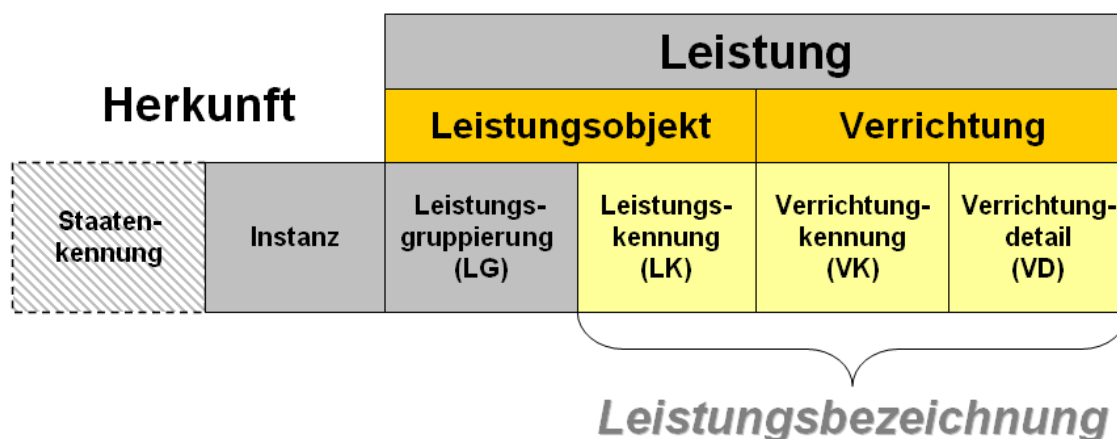 Leistung
Herkunft
Leistungsobjekt
Verrichtung
Staaten-
kennung
Instanz
Leistungs-
gruppierung
(LG)
Leistungs-
kennung
(LK)
Verrichtung-
kennung
(VK)
Verrichtung-
detail
(VD)
Leistungsbezeichnung